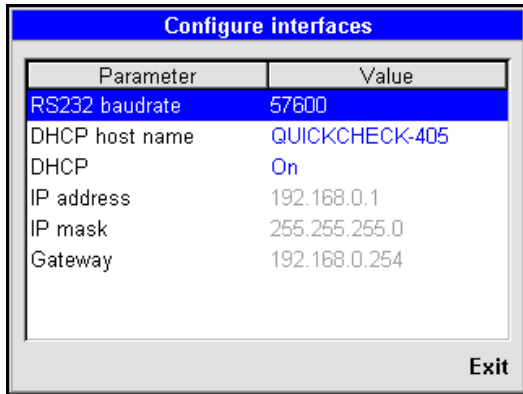 Configure interfaces
Parameter Value
RS232 baudrate 57600
DHCP host name QUICKCHECK-405
DHCP On
IP address 192.168.0.1
IP mask 255.255.255.0
Gateway 192.168.0.254
Exit